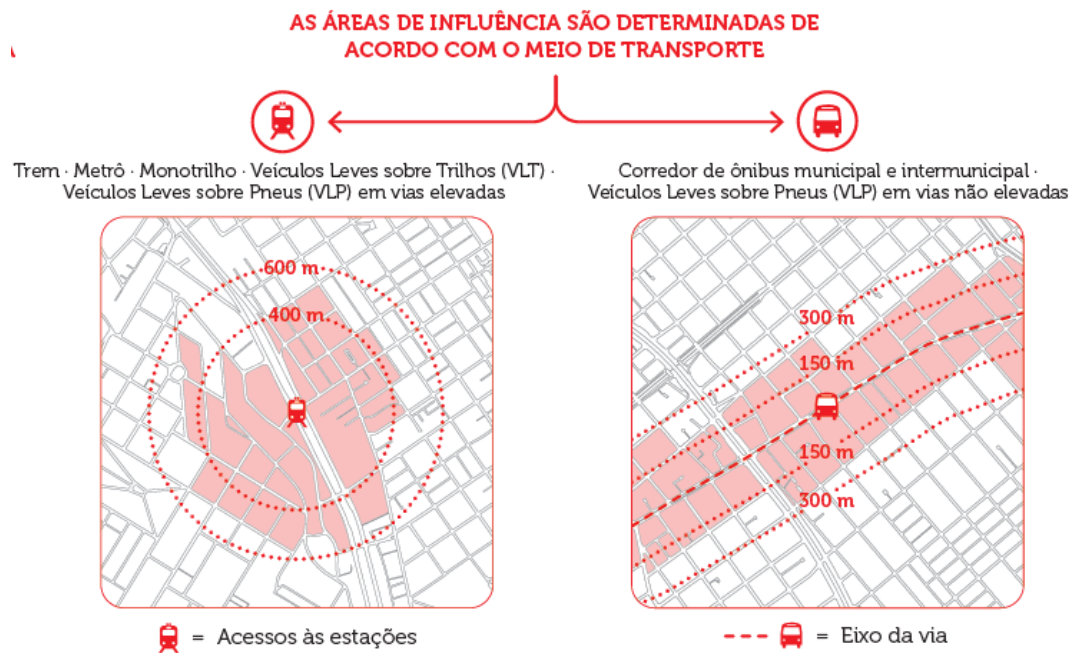 AS ÁREAS DE INFLUÊNCIA SÃO DETERMINADAS DE
ACORDO COM O MEIO DE TRANSPORTE
Trem · Metrô · Monotrilho · Veículos Leves sobre Trilhos (VLT) ·
Veículos Leves sobre Pneus (VLP) em vias elevadas
600 m
400 m
= Acessos às estações
Corredor de ônibus municipal e intermunicipal ·
Veículos Leves sobre Pneus (VLP) em vias não elevadas
300 m
150 m
150 m
300 m
= Eixo da via